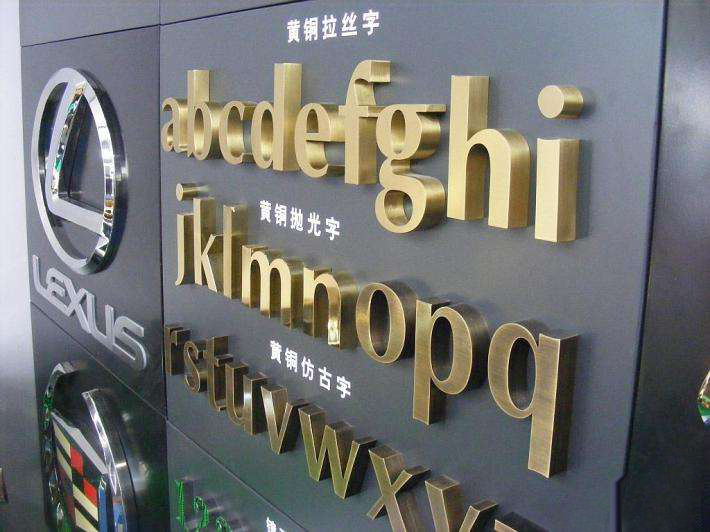 黄铜拉丝字
abcdefghi
黄铜抛光字
jklmnopq
黄铜仿古字
rstuvwxy
LEXUS